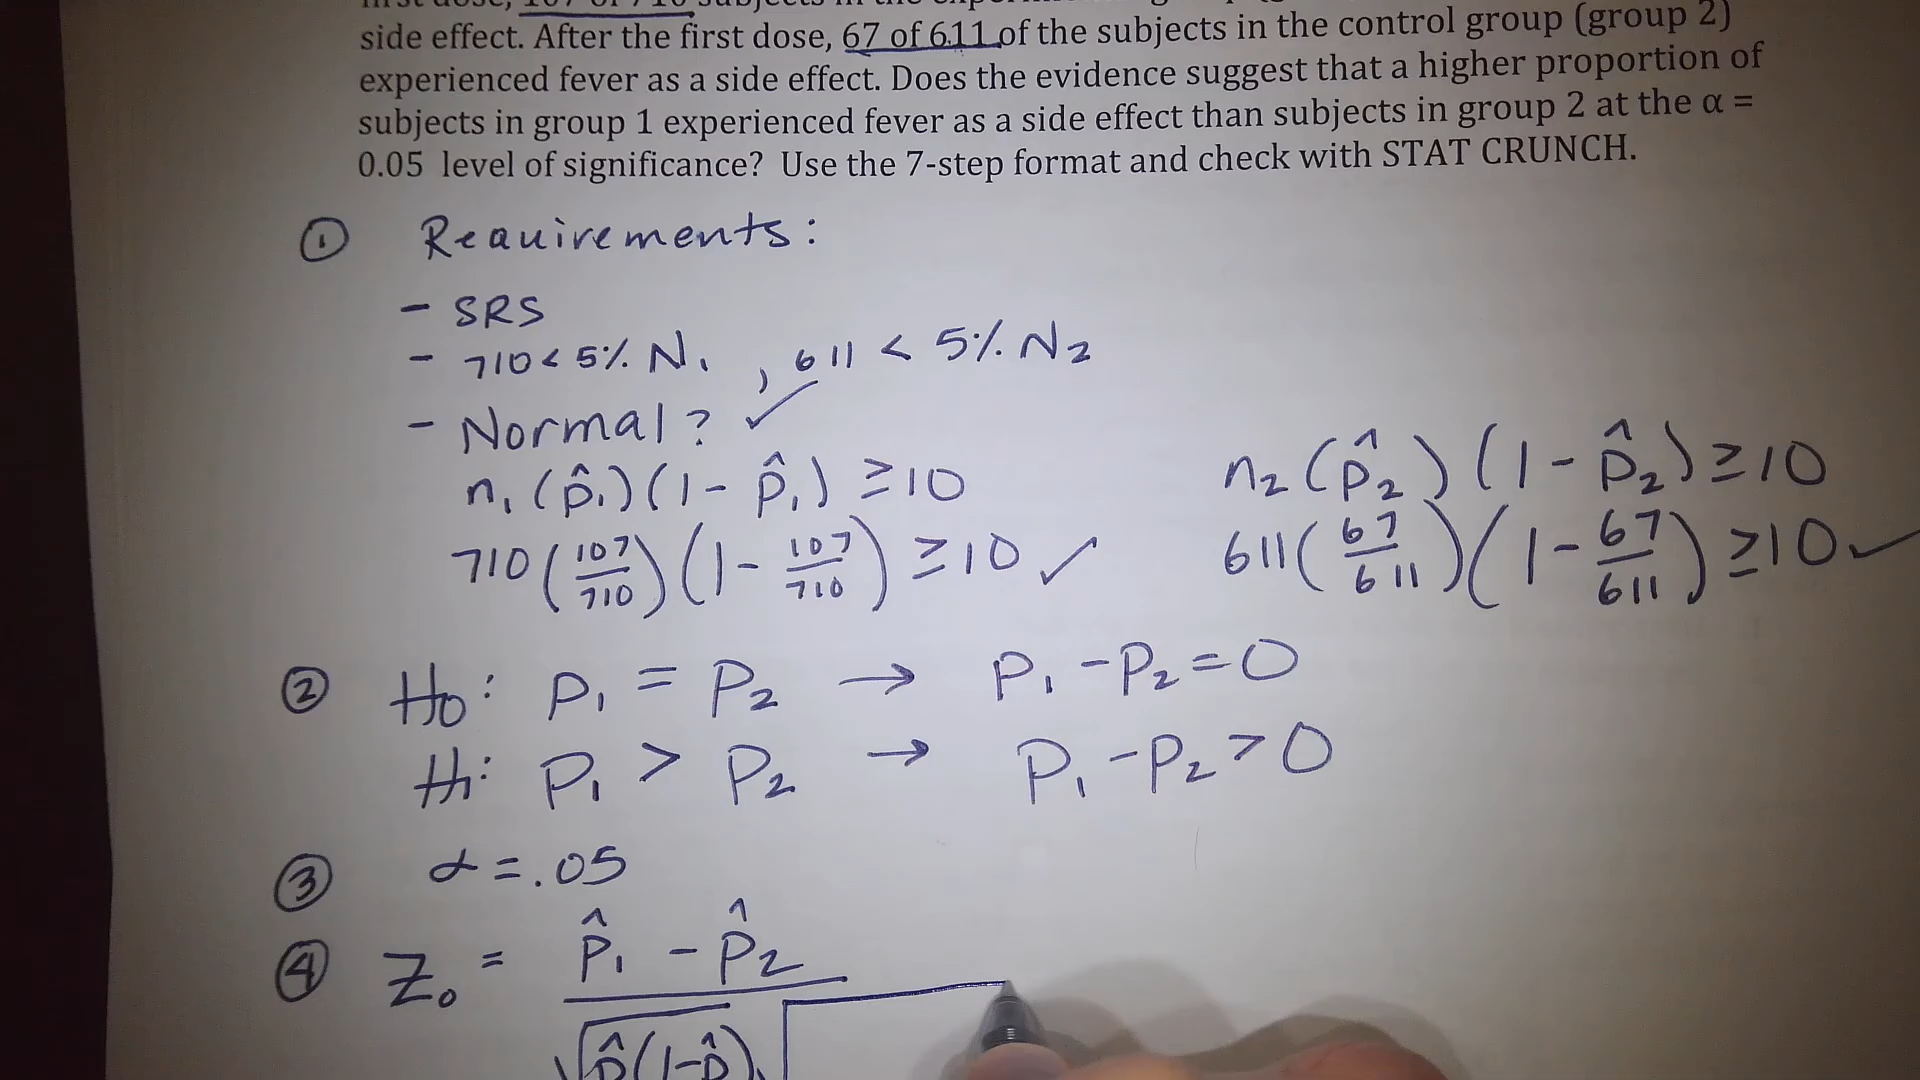 side effect. After the first dose, 67 of 611 of the subjects in the control group (group 2)
experienced fever as a side effect. Does the evidence suggest that a higher proportion of
subjects in group 1 experienced fever as a side effect than subjects in group 2 at the α =
0.05 level of significance? Use the 7-step format and check with STAT CRUNCH.
① Requirements:
- SRS
- 710 < 5% N₁ , 611 < 5% N₂
- Normal? ✓
n₁(p̂₁)(1-p̂₁) ≥ 10
710(107/710)(1-107/710) ≥ 10 ✓
n₂(p̂₂)(1-p̂₂) ≥ 10
611(67/611)(1-67/611) ≥ 10 ✓
② H₀: p₁ = p₂ → p₁ - p₂ = 0
H₁: p₁ > p₂ → p₁ - p₂ > 0
③ α = .05
④ Z₀ = p̂₁ - p̂₂
√p̂(1-p̂) √